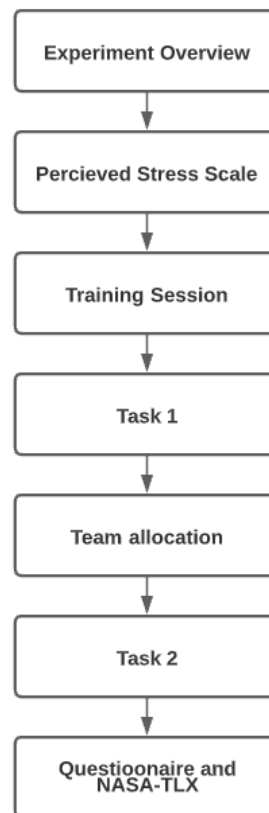 Experiment Overview
Percieved Stress Scale
Training Session
Task 1
Team allocation
Task 2
Questioonaire and
NASA-TLX